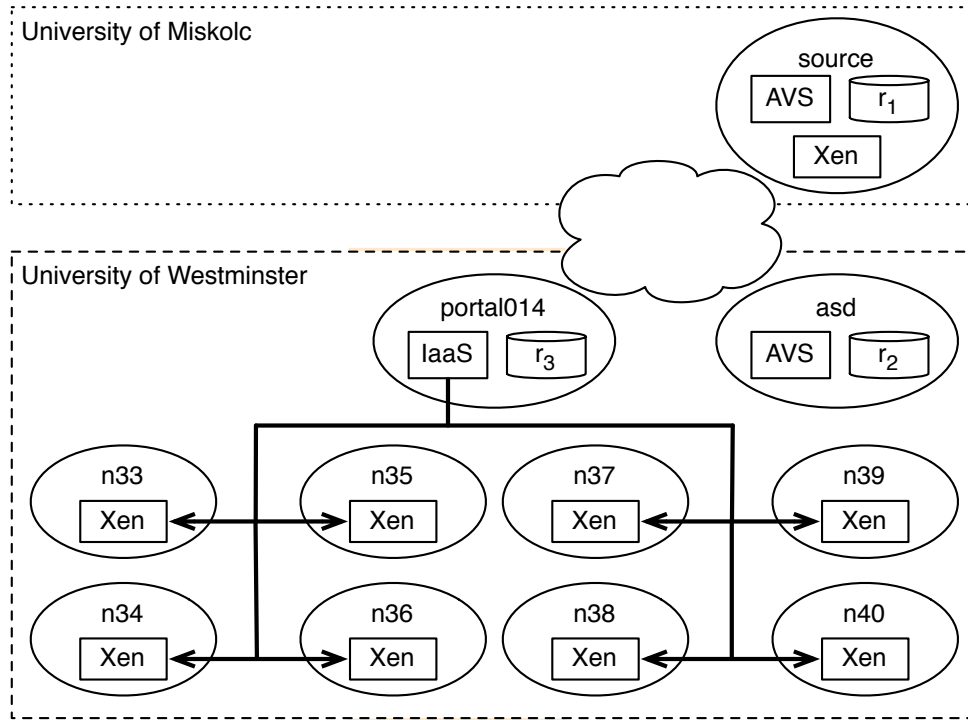 University of Miskolc
source
AVS
r1
Xen
University of Westminster
portal014
IaaS
r3
asd
AVS
r2
n33
Xen
n35
Xen
n37
Xen
n39
Xen
n34
Xen
n36
Xen
n38
Xen
n40
Xen